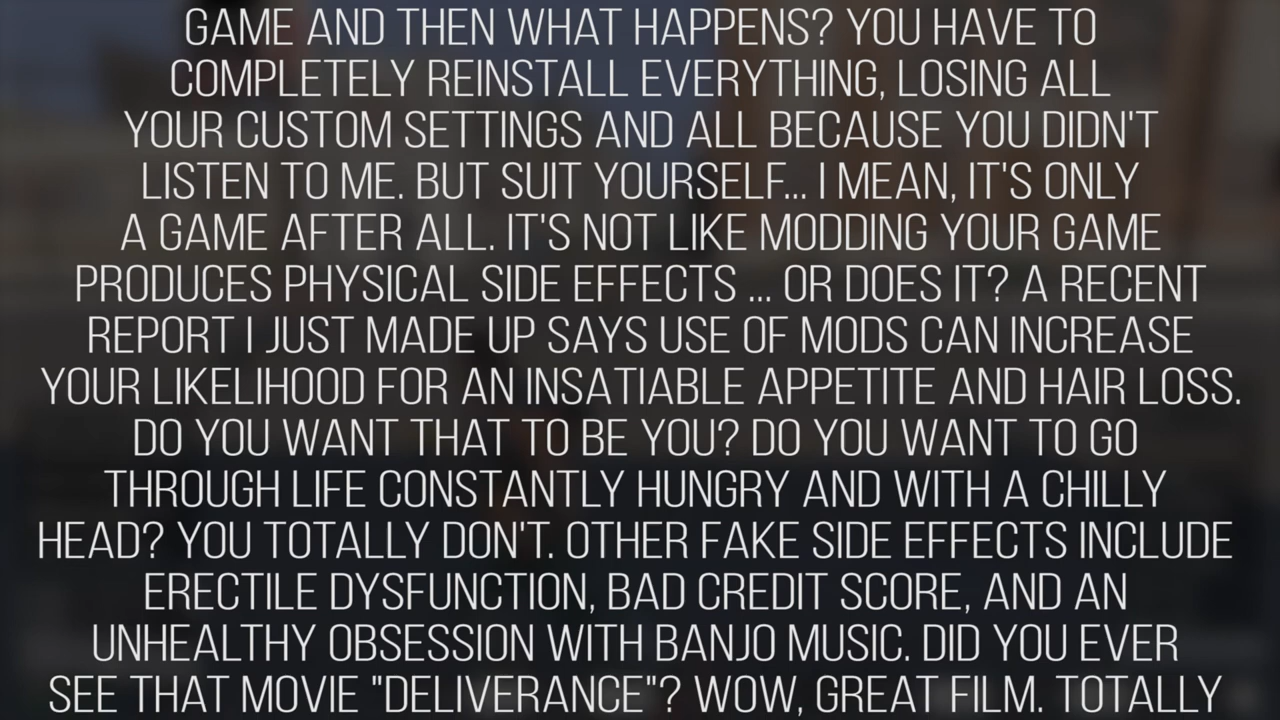 GAME AND THEN WHAT HAPPENS? YOU HAVE TO
COMPLETELY REINSTALL EVERYTHING, LOSING ALL
YOUR CUSTOM SETTINGS AND ALL BECAUSE YOU DIDN'T
LISTEN TO ME. BUT SUIT YOURSELF... I MEAN, IT'S ONLY
A GAME AFTER ALL. IT'S NOT LIKE MODDING YOUR GAME
PRODUCES PHYSICAL SIDE EFFECTS ... OR DOES IT? A RECENT
REPORT I JUST MADE UP SAYS USE OF MODS CAN INCREASE
YOUR LIKELIHOOD FOR AN INSATIABLE APPETITE AND HAIR LOSS.
DO YOU WANT THAT TO BE YOU? DO YOU WANT TO GO
THROUGH LIFE CONSTANTLY HUNGRY AND WITH A CHILLY
HEAD? YOU TOTALLY DON'T. OTHER FAKE SIDE EFFECTS INCLUDE
ERECTILE DYSFUNCTION, BAD CREDIT SCORE, AND AN
UNHEALTHY OBSESSION WITH BANJO MUSIC. DID YOU EVER
SEE THAT MOVIE "DELIVERANCE"? WOW, GREAT FILM. TOTALLY